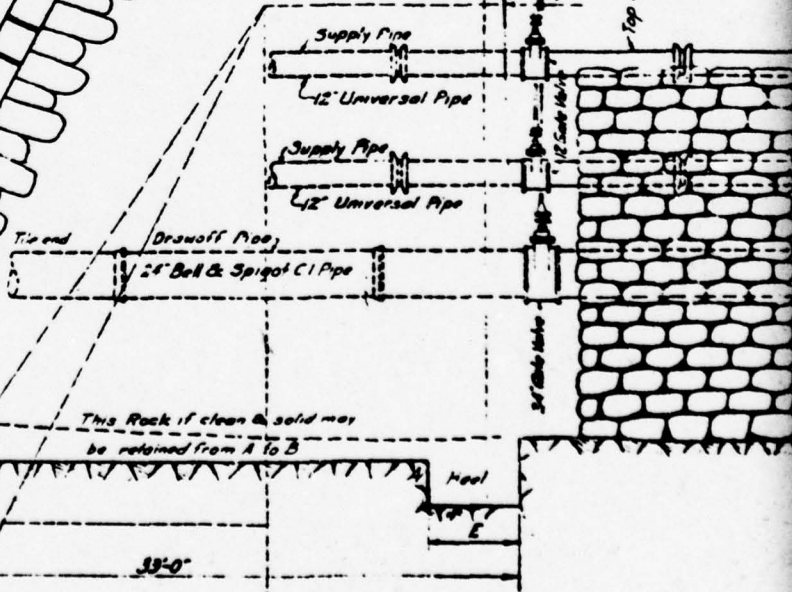 Supply Pipe
Top
12" Universal Pipe
12" Gate Valve
Supply Pipe
12" Universal Pipe
Drawoff Pipe
24" Bell & Spigot C I Pipe
Gate Valve
This Rock if clean & solid may
be retained from A to B
Heel
E
33'-0"